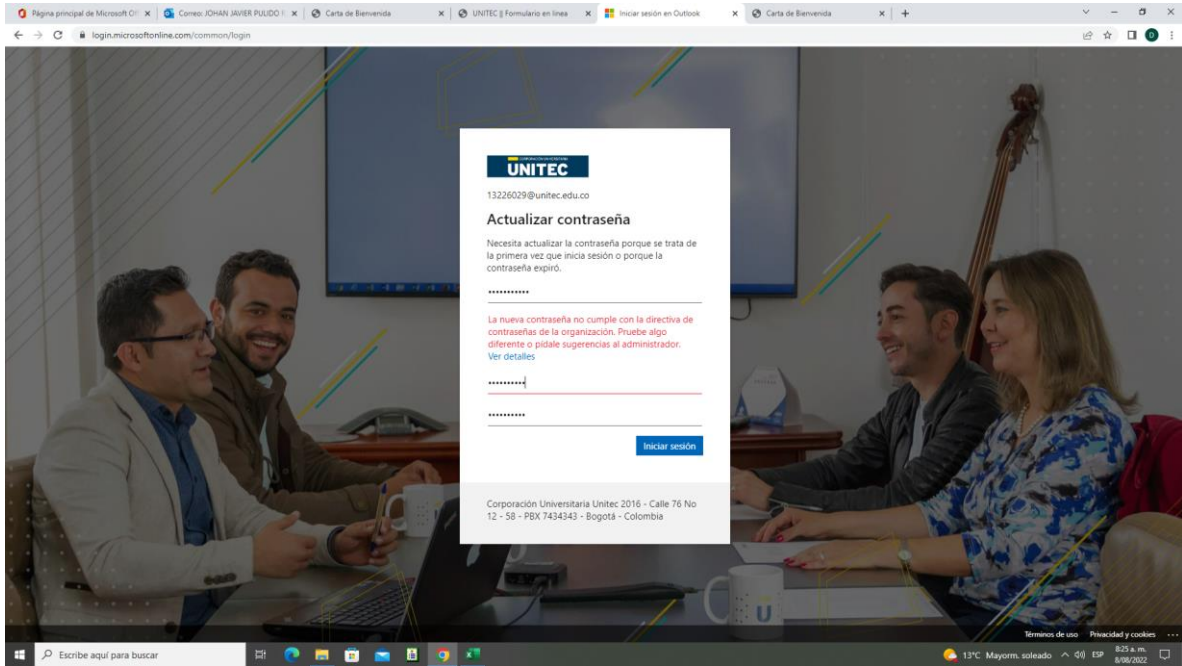 Página principal de Microsoft Of
Correo: JOHAN JAVIER PULIDO
Carta de Bienvenida
UNITEC || Formulario en linea
Iniciar sesión en Outlook
Carta de Bienvenida
login.microsoftonline.com/common/login
D
UNITEC
13226029@unitec.edu.co
Actualizar contraseña
Necesita actualizar la contraseña porque se trata de
la primera vez que inicia sesión o porque la
contraseña expiró.
•••••••••••
La nueva contraseña no cumple con la directiva de
contraseñas de la organización. Pruebe algo
diferente o pídale sugerencias al administrador.
Ver detalles
••••••••••
••••••••••
Iniciar sesión
Corporación Universitaria Unitec 2016 - Calle 76 No
12 - 58 - PBX 7434343 - Bogotá - Colombia
Términos de uso Privacidad y cookies ...
Escribe aquí para buscar
13°C Mayorm. soleado
ESP
8:25 a. m.
8/08/2022